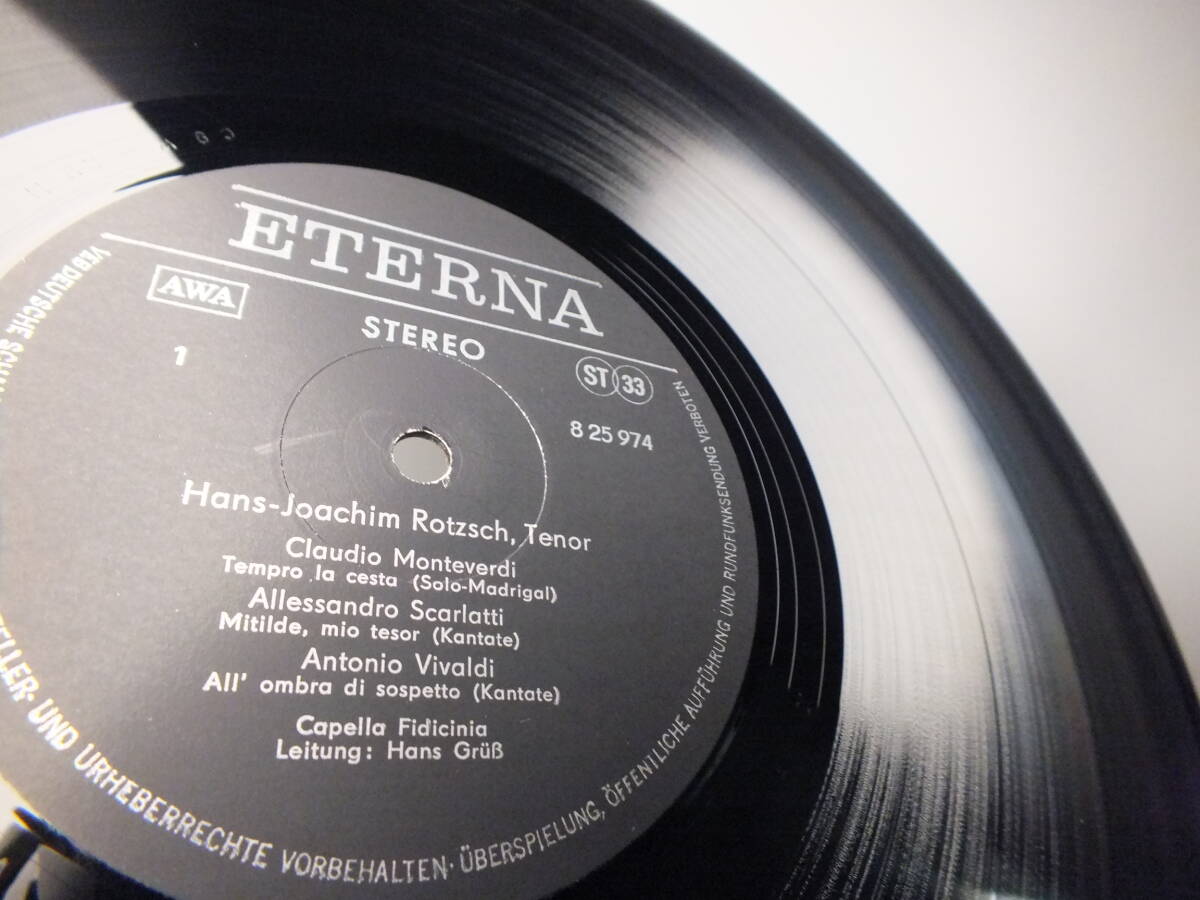 ETERNA
AWA
STEREO
1
ST 33
8 25 974
Hans-Joachim Rotzsch, Tenor
Claudio Monteverdi
Tempro la cesta (Solo-Madrigal)
Allessandro Scarlatti
Mitilde, mio tesor (Kantate)
Antonio Vivaldi
All' ombra di sospetto (Kantate)
Capella Fidicinia
Leitung: Hans Grüß
VEB DEUTSCHE
UND URHEBERRECHTE VORBEHALTEN · ÜBERSPIELUNG, ÖFFENTLICHE AUFFÜHRUNG UND RUNDFUNKSENDUNG VERBOTEN